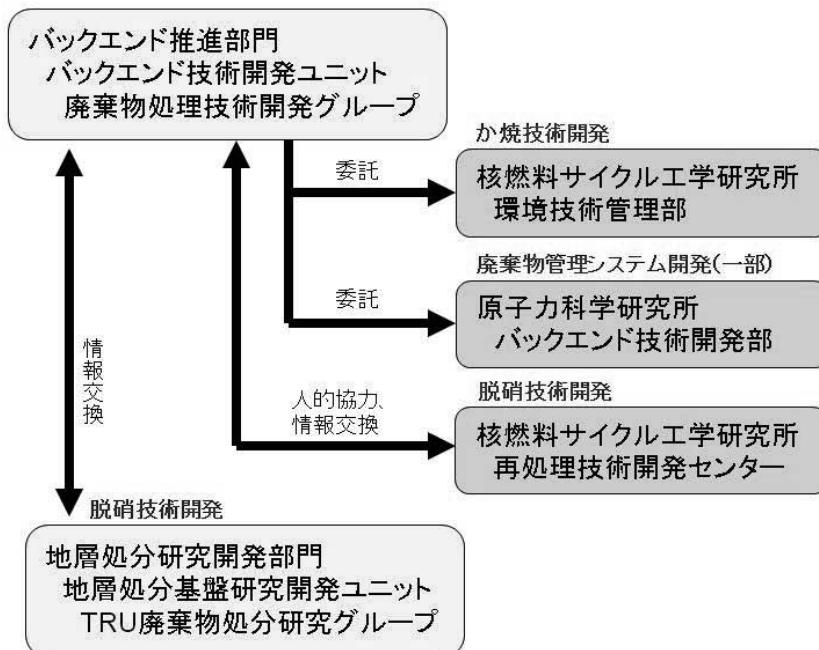 バックエンド推進部門
バックエンド技術開発ユニット
廃棄物処理技術開発グループ
か焼技術開発
委託
核燃料サイクル工学研究所
環境技術管理部
廃棄物管理システム開発(一部)
委託
原子力科学研究所
バックエンド技術開発部
情報交換
脱硝技術開発
人的協力、
情報交換
核燃料サイクル工学研究所
再処理技術開発センター
脱硝技術開発
地層処分研究開発部門
地層処分基盤研究開発ユニット
TRU廃棄物処分研究グループ